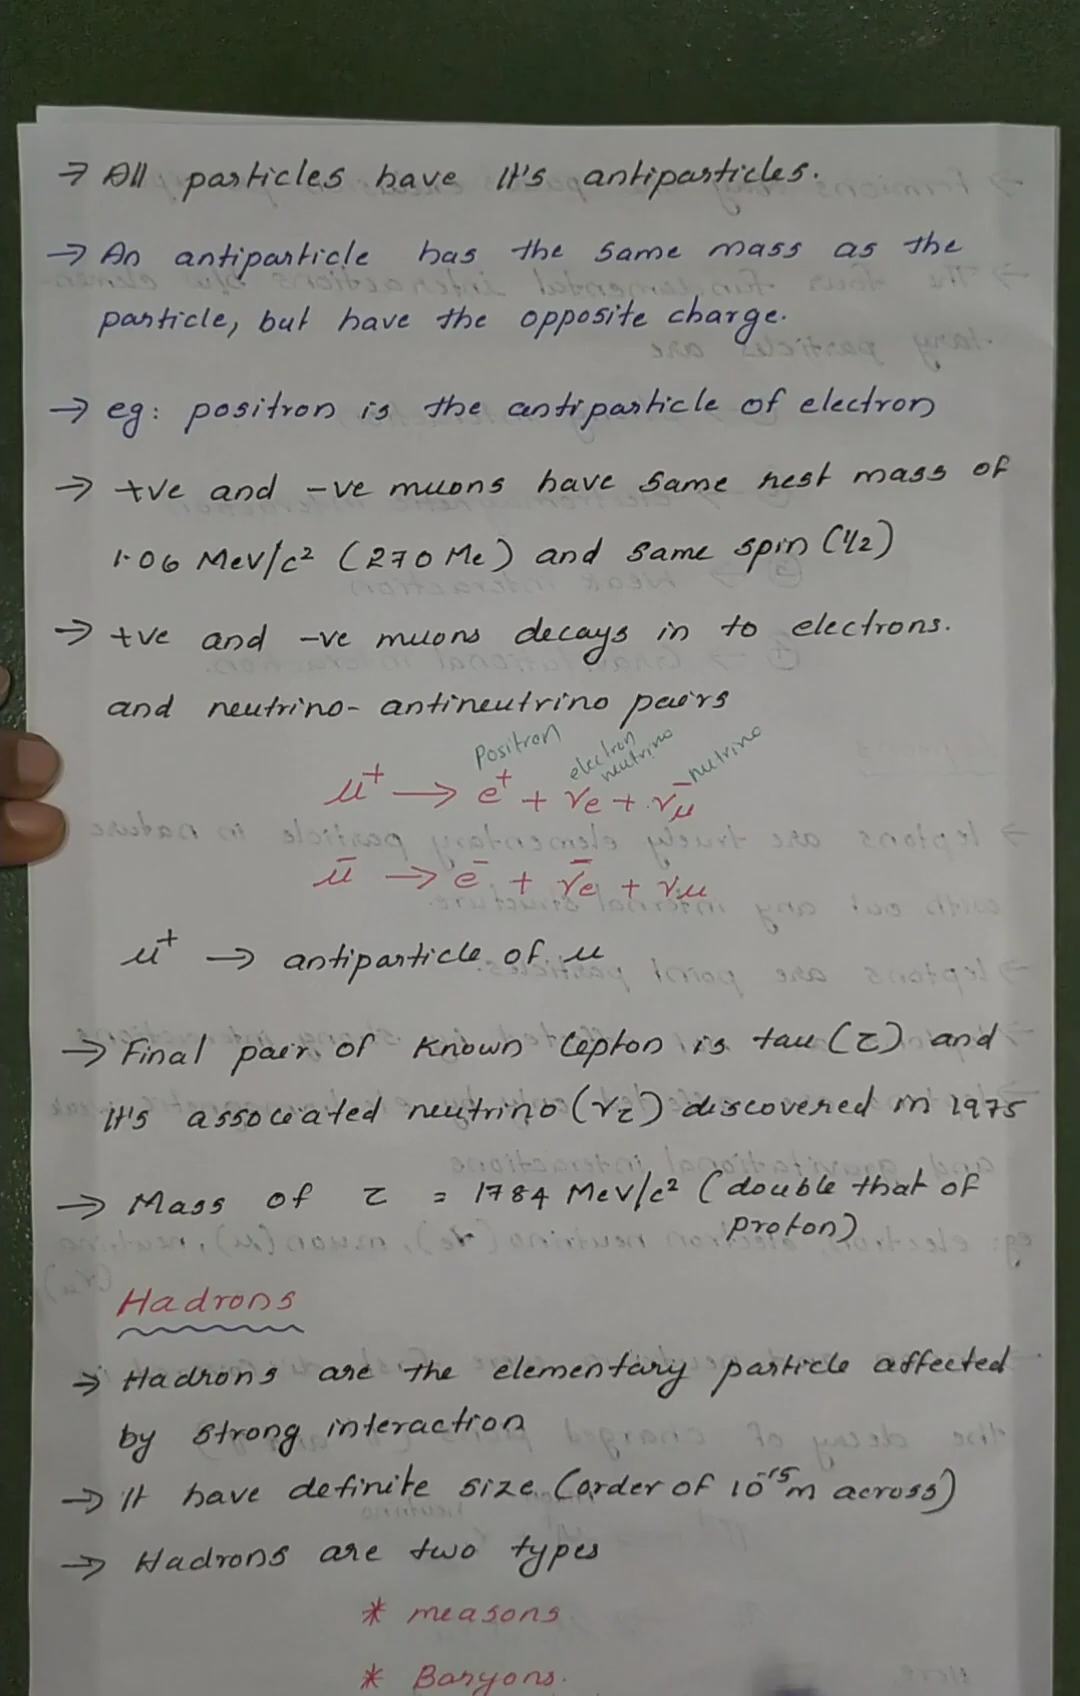 → All particles have It's antiparticles.
→ An antiparticle has the same mass as the
particle, but have the opposite charge.
→ eg: positron is the antiparticle of electron
→ +ve and -ve muons have same rest mass of
1.06 MeV/c² (270 Me) and same spin (1/2)
→ +ve and -ve muons decays in to electrons.
and neutrino- antineutrino pairs
Positron electron neutrino nutrino
μ⁺ → e⁺ + νe + ν̄μ
μ̄ → ē + ν̄e + νμ
μ⁺ → antiparticle of μ
→ Final pair of known lepton is tau (τ) and
It's associated neutrino (ντ) discovered in 1975
→ Mass of τ = 1784 MeV/c² (double that of
proton)
Hadrons
→ Hadrons are the elementary particle affected
by strong interaction
→ It have definite size (order of 10⁻¹⁵m across)
→ Hadrons are two types
* measons
* Baryons.